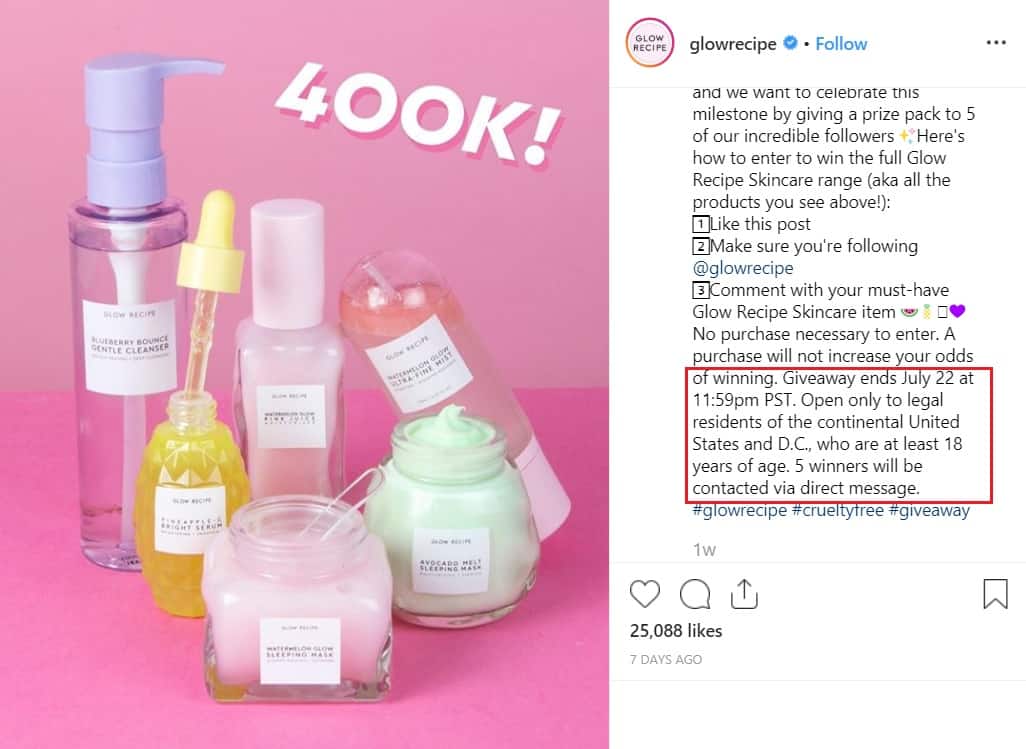 400K!
GLOW RECIPE
BLUEBERRY BOUNCE
GENTLE CLEANSER
GLOW RECIPE
PINEAPPLE-C
BRIGHT SERUM
WATERMELON GLOW
PINK JUICE
MOISTURIZER
GLOW RECIPE
WATERMELON GLOW
ULTRA-FINE MIST
GLOW RECIPE
AVOCADO MELT
SLEEPING MASK
GLOW RECIPE
WATERMELON GLOW
SLEEPING MASK
GLOW
RECIPE
glowrecipe • Follow
and we want to celebrate this
milestone by giving a prize pack to 5
of our incredible followers ✨Here's
how to enter to win the full Glow
Recipe Skincare range (aka all the
products you see above!):
1️⃣Like this post
2️⃣Make sure you're following
@glowrecipe
3️⃣Comment with your must-have
Glow Recipe Skincare item 🍉🍍 💜
No purchase necessary to enter. A
purchase will not increase your odds
of winning. Giveaway ends July 22 at
11:59pm PST. Open only to legal
residents of the continental United
States and D.C., who are at least 18
years of age. 5 winners will be
contacted via direct message.
#glowrecipe #crueltyfree #giveaway
1w
25,088 likes
7 DAYS AGO